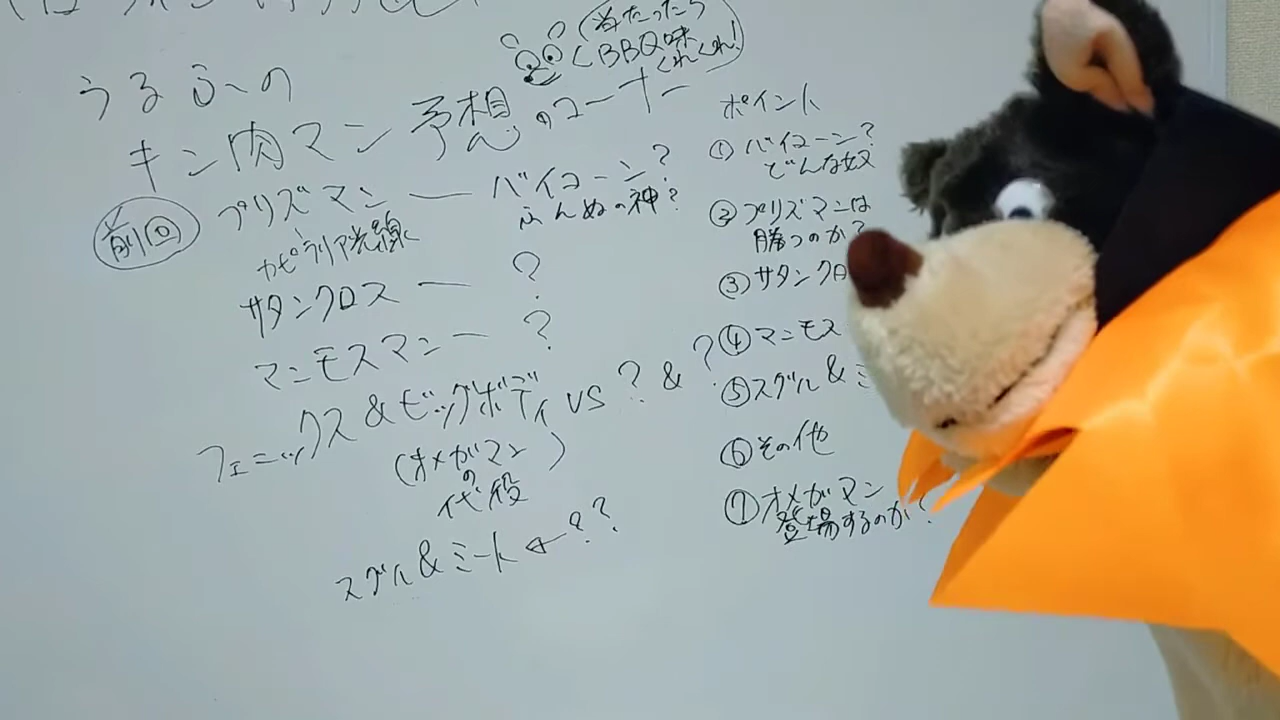 うるふの
キン肉マン予想のコーナー
(当たったら
BBQ味
くれくれ!)
前回
プリズマン ― バイコーン?
ふんぬの神?
カピラリア光線
サタンクロス ― ?
マンモスマン ― ?
フェニックス&ビッグボディ vs ? & ?
(オメガマン
の
代役)
スグル&ミート ← ??
ポイント
① バイコーン?
どんな奴
② プリズマンは
勝つのか?
③ サタンクロ
④ マンモス
⑤ スグル&ミ
⑥ その他
⑦ オメガマン
登場するのか?